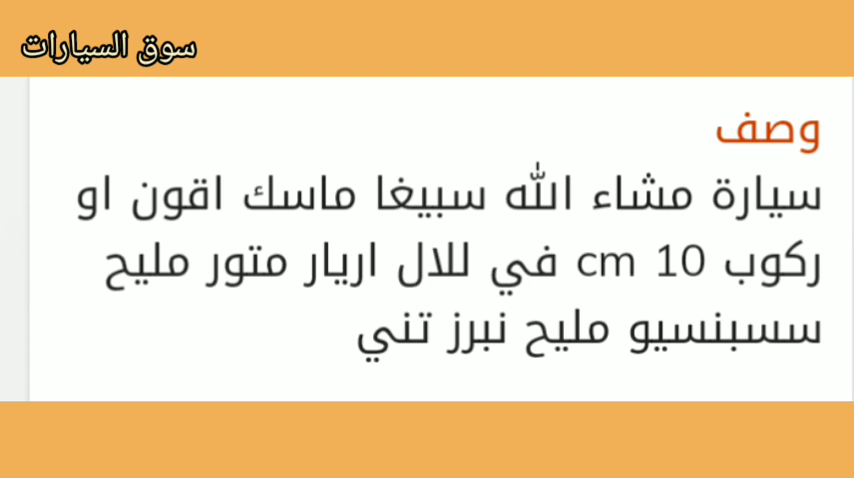 سوق السيارات
وصف
سيارة مشاء الله سبيغا ماسك اقون او
ركوب 10 cm في للال اريار متور مليح
سسبنسيو مليح نبرز تني